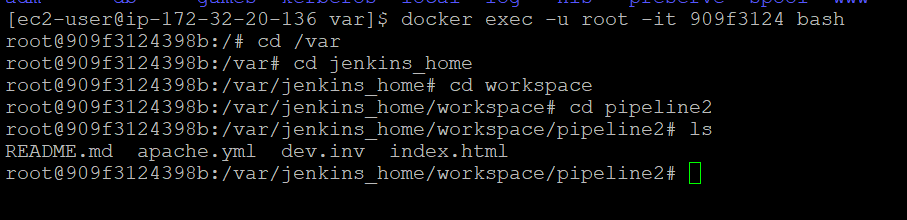 adm db games kerberos local log nfs preserve spool www
[ec2-user@ip-172-32-20-136 var]$ docker exec -u root -it 909f3124 bash
root@909f3124398b:/# cd /var
root@909f3124398b:/var# cd jenkins_home
root@909f3124398b:/var/jenkins_home# cd workspace
root@909f3124398b:/var/jenkins_home/workspace# cd pipeline2
root@909f3124398b:/var/jenkins_home/workspace/pipeline2# ls
README.md  apache.yml  dev.inv  index.html
root@909f3124398b:/var/jenkins_home/workspace/pipeline2#